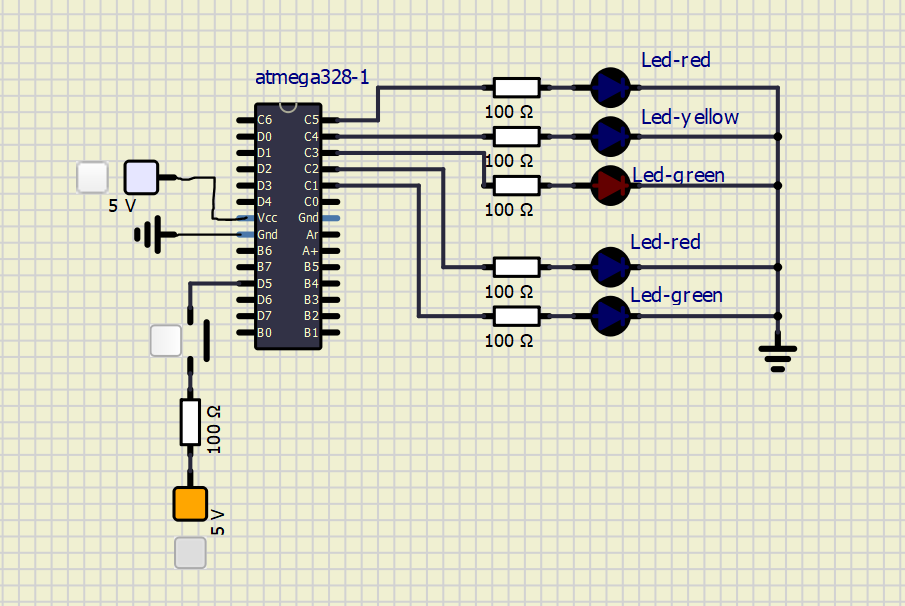 Led-red
atmega328-1
100 Ω
Led-yellow
C6 C5
D0 C4
D1 C3
100 Ω
D2 C2
Led-green
D3 C1
5 V
D4 C0
100 Ω
Vcc Gnd
Gnd Ar
Led-red
B6 A+
B7 B5
D5 B4
100 Ω
Led-green
D6 B3
D7 B2
B0 B1
100 Ω
100 Ω
5 V